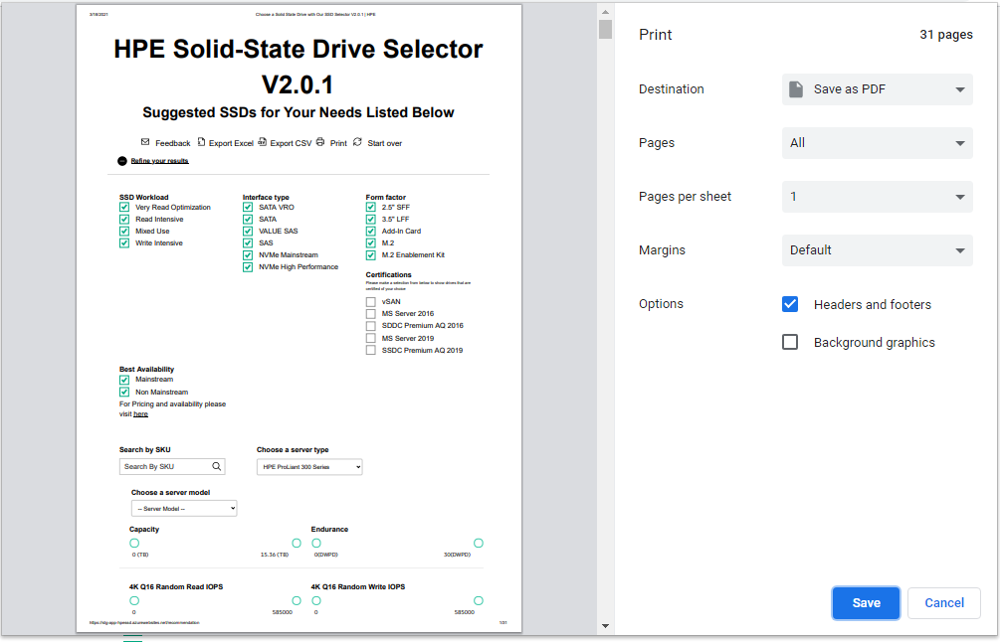 3/18/2021 Choose a Solid State Drive with Our SSD Selector V2.0.1 | HPE
HPE Solid-State Drive Selector
V2.0.1
Suggested SSDs for Your Needs Listed Below
Feedback Export Excel Export CSV Print Start over
Refine your results
SSD Workload
Very Read Optimization
Read Intensive
Mixed Use
Write Intensive
Interface type
SATA VRO
SATA
VALUE SAS
SAS
NVMe Mainstream
NVMe High Performance
Form factor
2.5" SFF
3.5" LFF
Add-In Card
M.2
M.2 Enablement Kit
Certifications
Please make a selection from below to show drives that are
certified of your choice
vSAN
MS Server 2016
SDDC Premium AQ 2016
MS Server 2019
SSDC Premium AQ 2019
Best Availability
Mainstream
Non Mainstream
For Pricing and availability please
visit here
Search by SKU
Search By SKU
Choose a server type
HPE ProLiant 300 Series
Choose a server model
-- Server Model --
Capacity
0 (TB) 15.36 (TB)
Endurance
0(DWPD) 30(DWPD)
4K Q16 Random Read IOPS
0 585000
4K Q16 Random Write IOPS
0 585000
1/31
Print 31 pages
Destination Save as PDF
Pages All
Pages per sheet 1
Margins Default
Options Headers and footers
Background graphics
Save Cancel